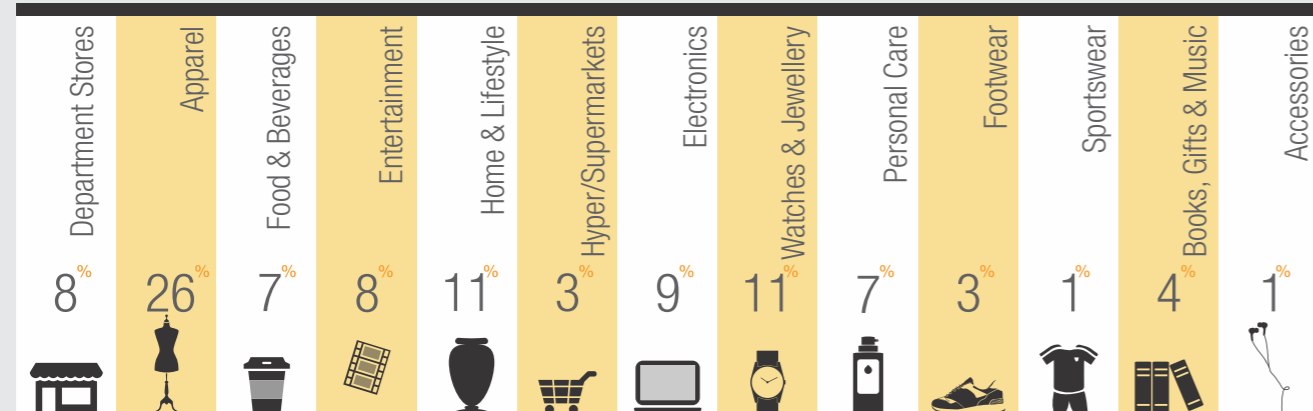 Department Stores
8%
Apparel
26%
Food & Beverages
7%
Entertainment
8%
Home & Lifestyle
11%
Hyper/Supermarkets
3%
Electronics
9%
Watches & Jewellery
11%
Personal Care
7%
Footwear
3%
Sportswear
1%
Books, Gifts & Music
4%
Accessories
1%